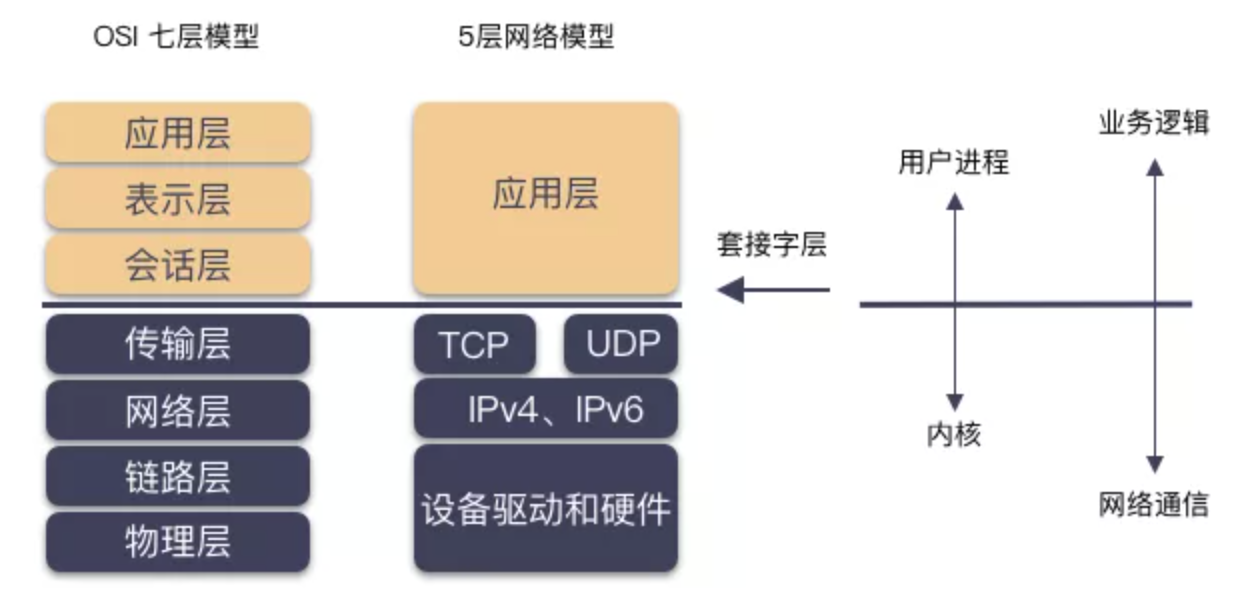 OSI 七层模型
5层网络模型
应用层
表示层
会话层
传输层
网络层
链路层
物理层
应用层
TCP
UDP
IPv4、IPv6
设备驱动和硬件
套接字层
用户进程
内核
业务逻辑
网络通信